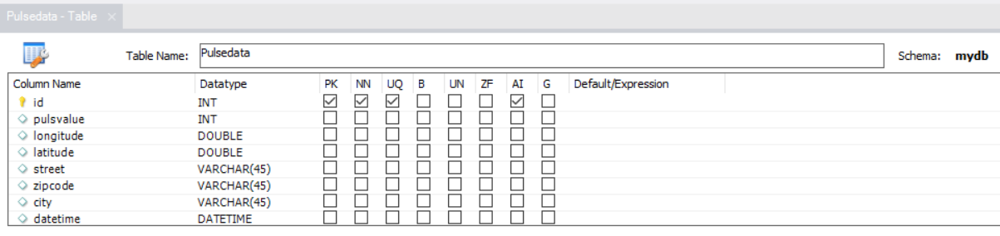 Pulsedata - Table ×
Table Name: Pulsedata Schema: mydb
Column Name Datatype PK NN UQ B UN ZF AI G Default/Expression
id INT
pulsvalue INT
longitude DOUBLE
latitude DOUBLE
street VARCHAR(45)
zipcode VARCHAR(45)
city VARCHAR(45)
datetime DATETIME